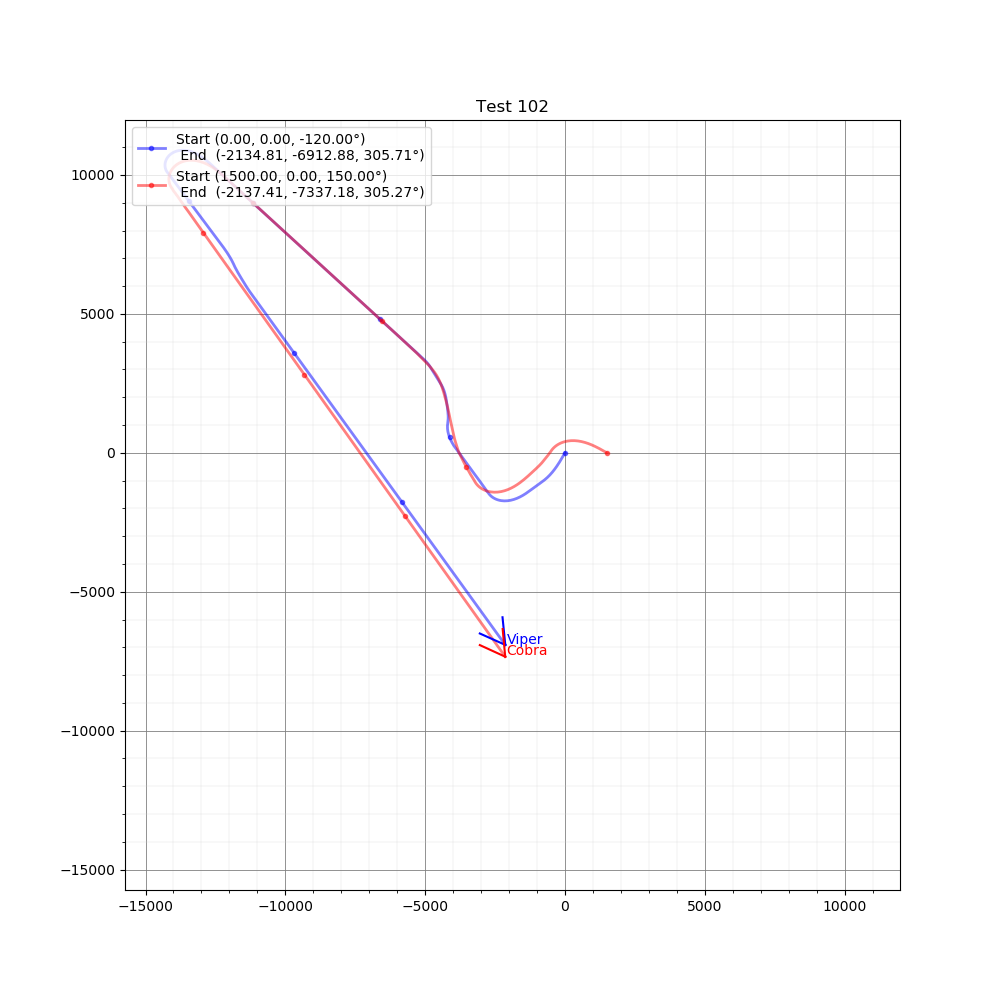 Test 102
Start (0.00, 0.00, -120.00°)
End (-2134.81, -6912.88, 305.71°)
Start (1500.00, 0.00, 150.00°)
End (-2137.41, -7337.18, 305.27°)
10000
5000
0
−5000
−10000
−15000
Viper
Cobra
−15000 −10000 −5000 0 5000 10000